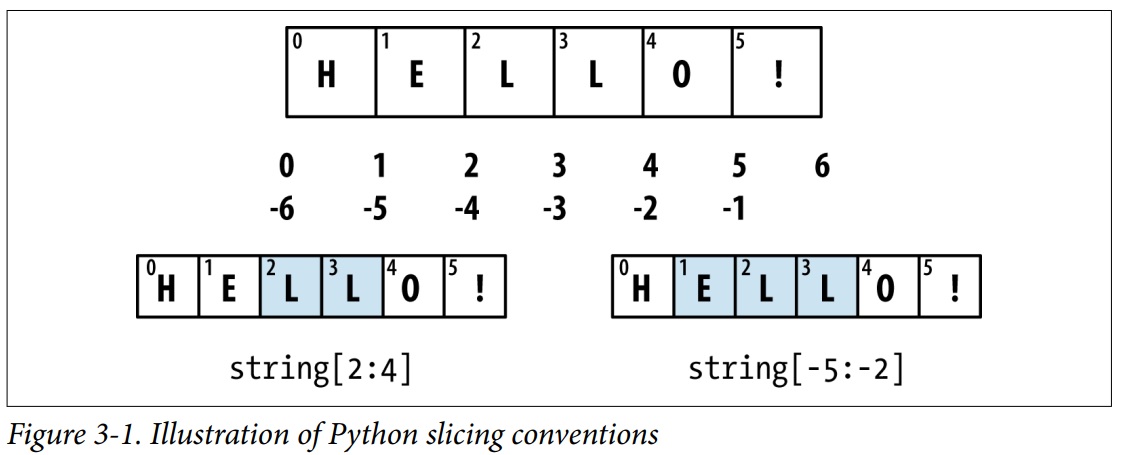 0 H 1 E 2 L 3 L 4 O 5 !
0 1 2 3 4 5 6
-6 -5 -4 -3 -2 -1
0 H 1 E 2 L 3 L 4 O 5 !
string[2:4]
0 H 1 E 2 L 3 L 4 O 5 !
string[-5:-2]
Figure 3-1. Illustration of Python slicing conventions